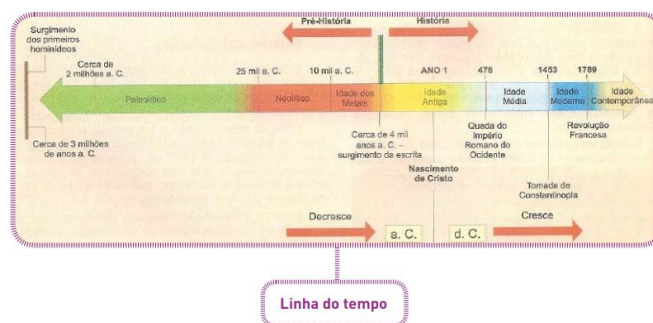 Pré-História
História
Surgimento
dos primeiros
hominídeos
Cerca de
2 milhões a. C.
25 mil a. C.
10 mil a. C.
ANO 1
476
1453
1789
Paleolítico
Neolítico
Idade dos
Metais
Idade
Antiga
Idade
Média
Idade
Moderna
Idade
Contemporânea
Cerca de 3 milhões
de anos a. C.
Cerca de 4 mil
anos a. C. –
surgimento da escrita
Queda do
Império
Romano do
Ocidente
Revolução
Francesa
Nascimento
de Cristo
Tomada de
Constantinopla
Decresce
a. C.
d. C.
Cresce
Linha do tempo